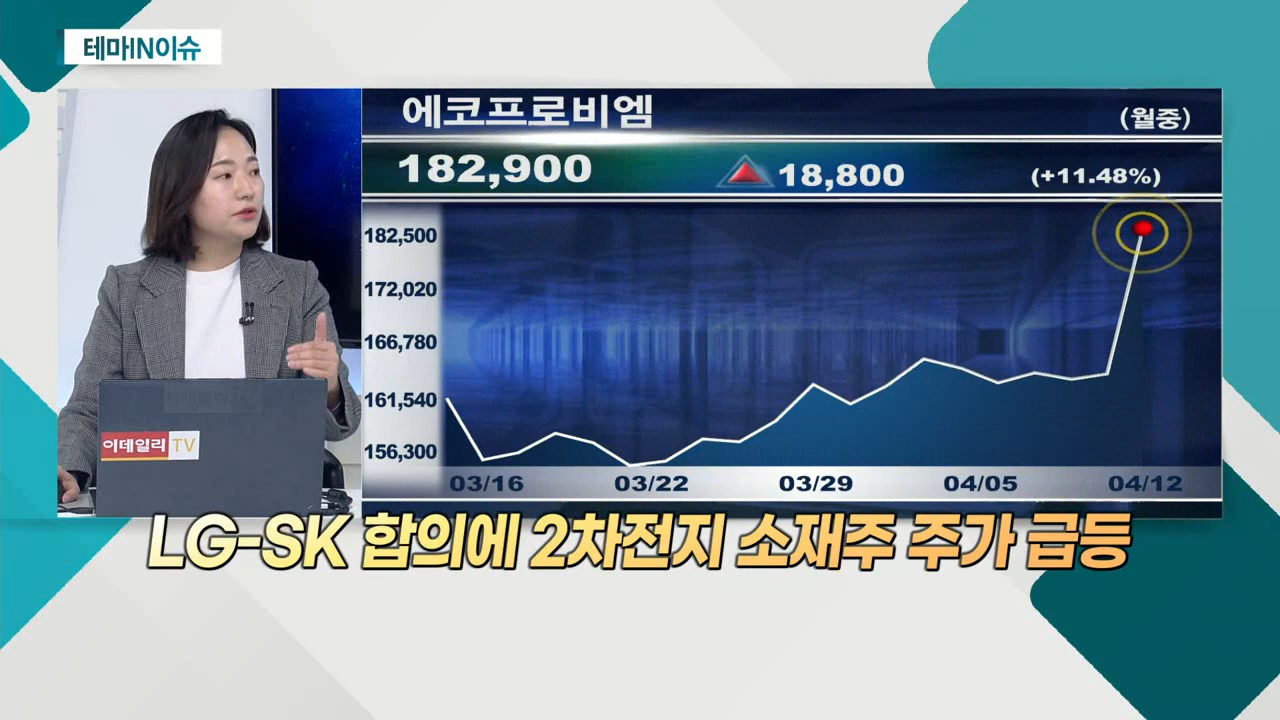 테마IN이슈
에코프로비엠
(월중)
182,900 18,800 (+11.48%)
182,500
172,020
166,780
161,540
156,300
03/16 03/22 03/29 04/05 04/12
이데일리 TV
LG-SK 합의에 2차전지 소재주 주가 급등